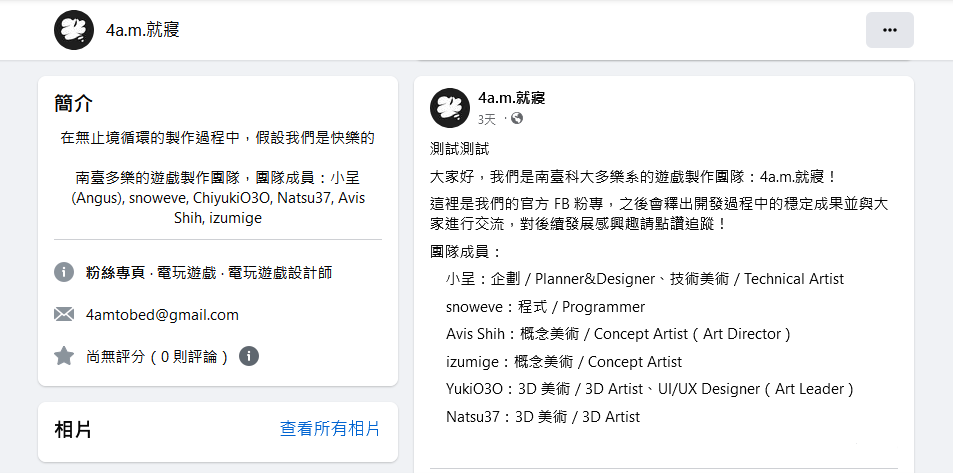 4a.m.就寢
簡介
在無止境循環的製作過程中，假設我們是快樂的
南臺多樂的遊戲製作團隊，團隊成員：小呈
(Angus), snoweve, ChiyukiO3O, Natsu37, Avis
Shih, izumige
粉絲專頁 · 電玩遊戲 · 電玩遊戲設計師
4amtobed@gmail.com
尚無評分（0 則評論）
相片
查看所有相片
4a.m.就寢
3天 ·
測試測試
大家好，我們是南臺科大多樂系的遊戲製作團隊：4a.m.就寢！
這裡是我們的官方 FB 粉專，之後會釋出開發過程中的穩定成果並與大
家進行交流，對後續發展感興趣請點讚追蹤！
團隊成員：
小呈：企劃 / Planner&Designer、技術美術 / Technical Artist
snoweve：程式 / Programmer
Avis Shih：概念美術 / Concept Artist（Art Director）
izumige：概念美術 / Concept Artist
YukiO3O：3D 美術 / 3D Artist、UI/UX Designer（Art Leader）
Natsu37：3D 美術 / 3D Artist